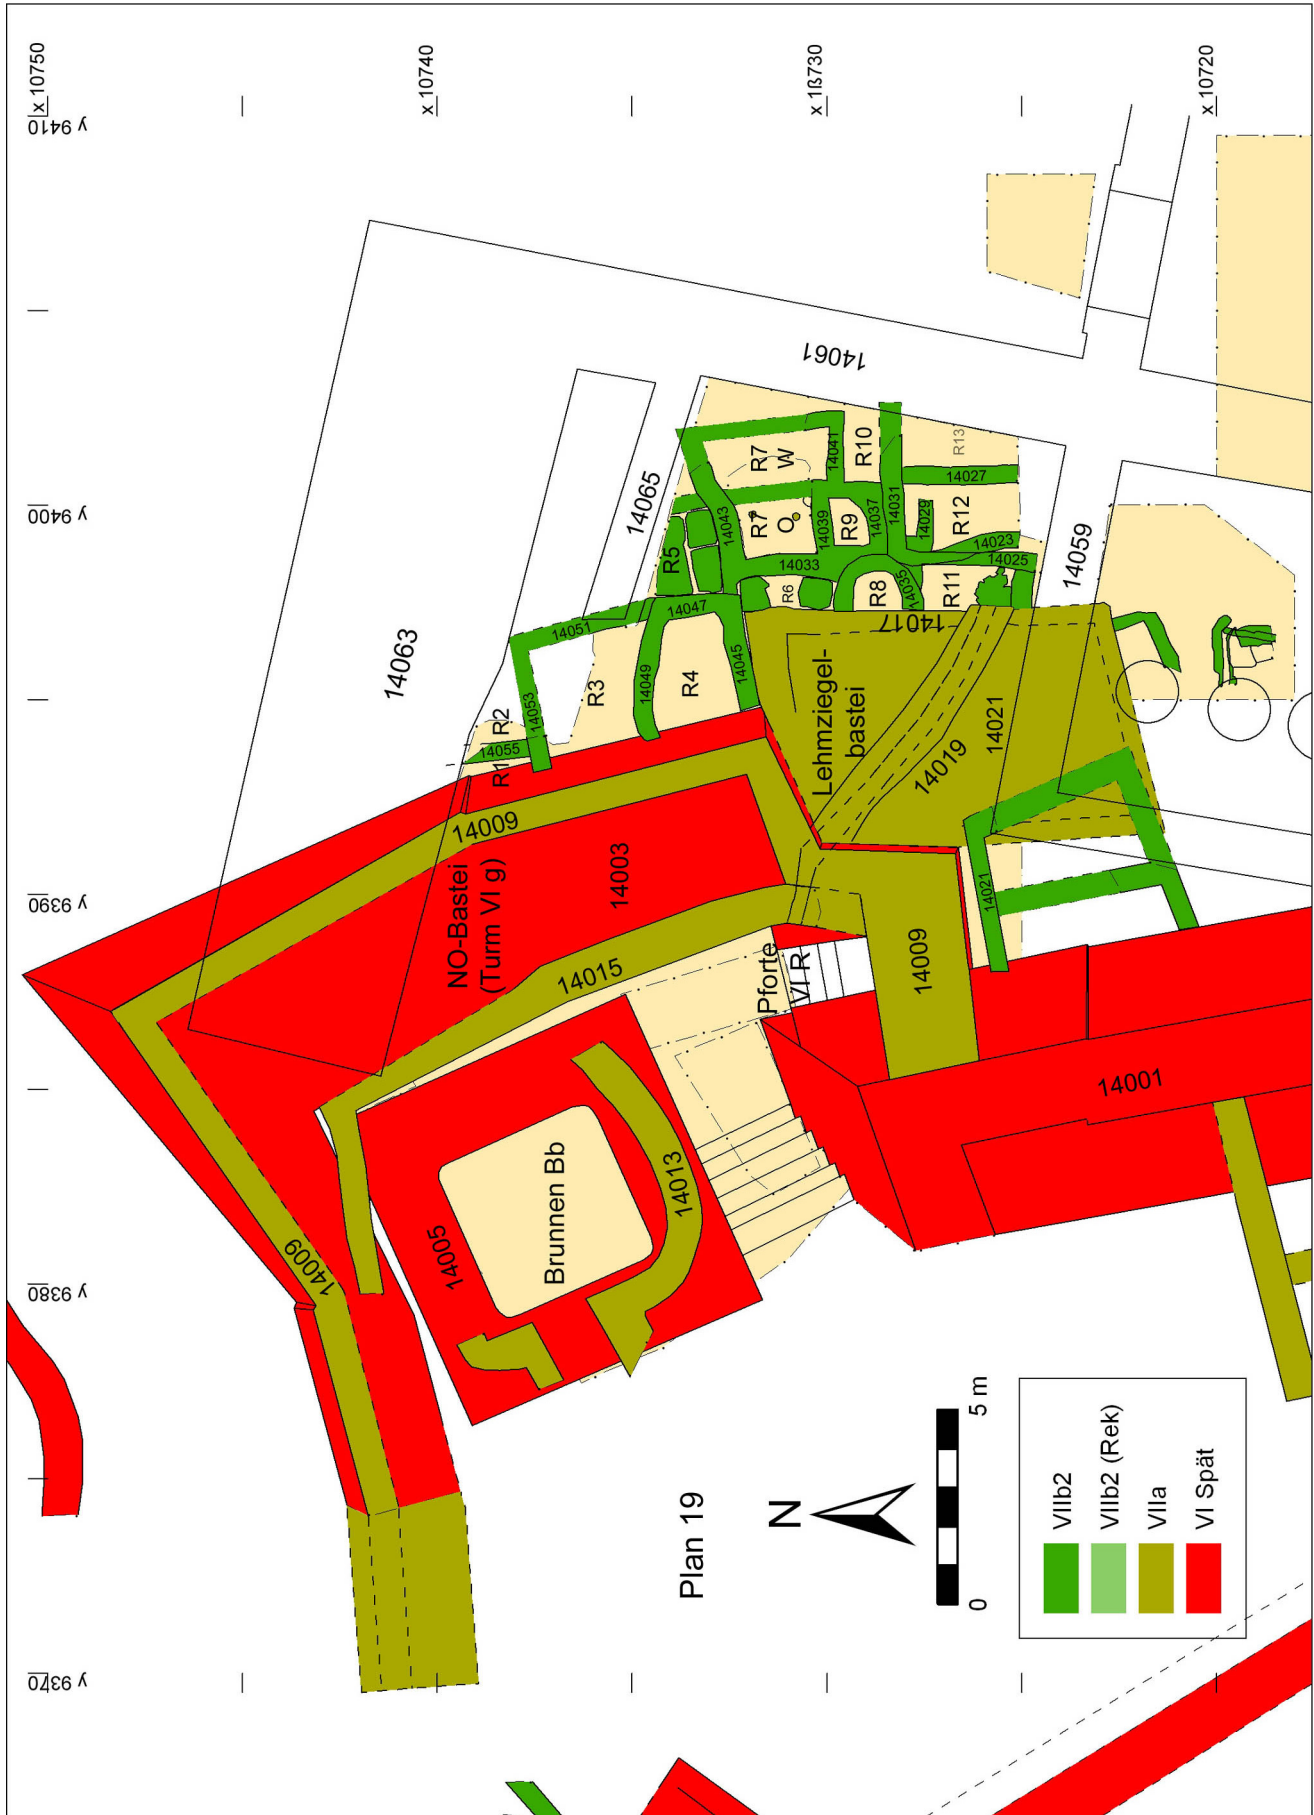 y 9410
x 10750
x 10740
x 1ß730
x 10720
y 9400
y 9390
y 9380
y 9370
14063
14065
14061
14059
R7
W
14041
R10
R13
14027
14043
R7
O
14039
R9
14037
14031
14029
R12
14023
14025
R5
14033
R6
R8
14035
R11
14051
14047
14017
14049
14045
R3
R4
R2
14053
14055
R1
Lehmziegel-
bastei
14019
14021
14021
14009
NO-Bastei
(Turm VI g)
14003
14015
Pforte
VI R
14009
14001
14009
14005
Brunnen Bb
14013
Plan 19
N
0
5 m
VIIb2
VIIb2 (Rek)
VIIa
VI Spät